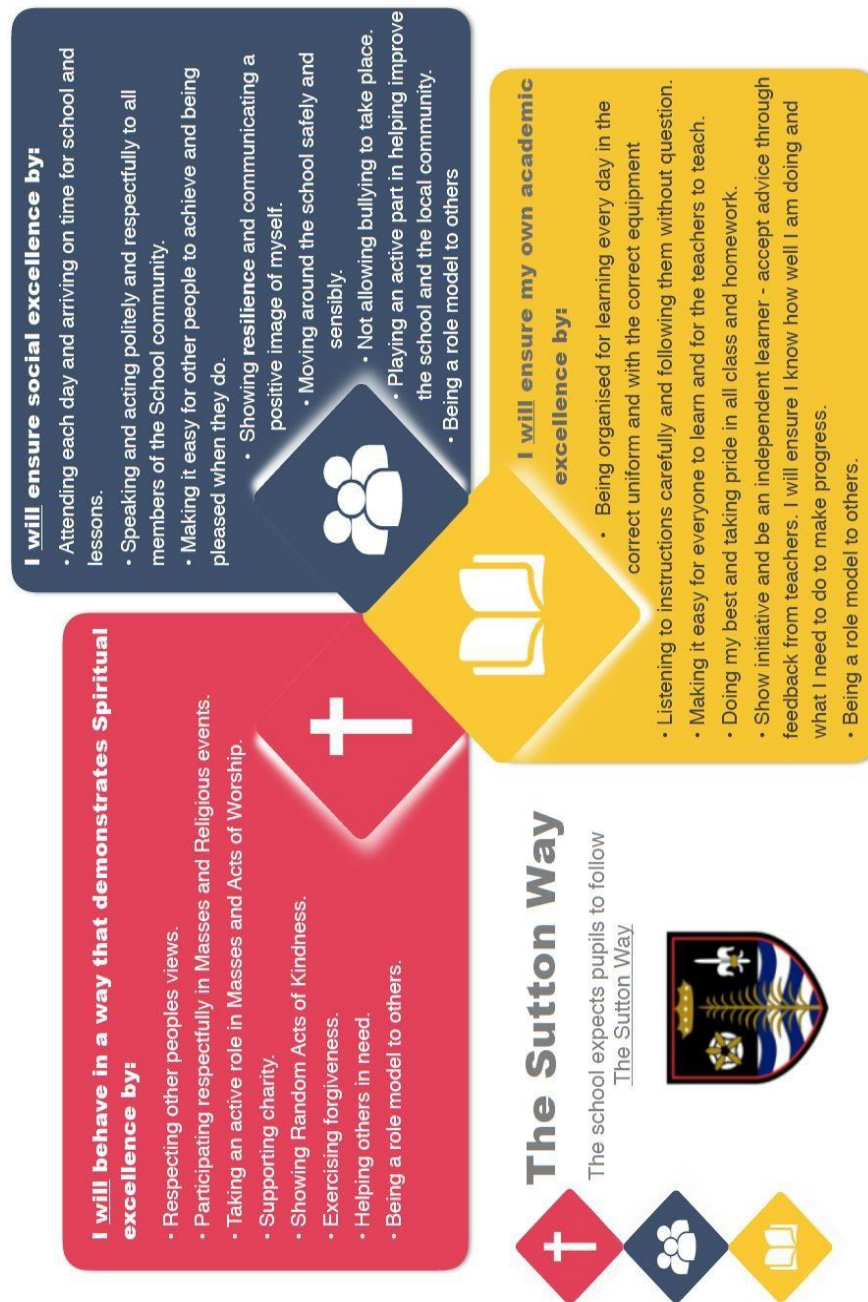 I will behave in a way that demonstrates Spiritual
excellence by:
• Respecting other peoples views.
• Participating respectfully in Masses and Religious events.
• Taking an active role in Masses and Acts of Worship.
• Supporting charity.
• Showing Random Acts of Kindness.
• Exercising forgiveness.
• Helping others in need.
• Being a role model to others.
I will ensure social excellence by:
• Attending each day and arriving on time for school and
lessons.
• Speaking and acting politely and respectfully to all
members of the School community.
• Making it easy for other people to achieve and being
pleased when they do.
• Showing resilience and communicating a
positive image of myself.
• Moving around the school safely and
sensibly.
• Not allowing bullying to take place.
• Playing an active part in helping improve
the school and the local community.
• Being a role model to others
The Sutton Way
The school expects pupils to follow
The Sutton Way
I will ensure my own academic
excellence by:
• Being organised for learning every day in the
correct uniform and with the correct equipment
• Listening to instructions carefully and following them without question.
• Making it easy for everyone to learn and for the teachers to teach.
• Doing my best and taking pride in all class and homework.
• Show initiative and be an independent learner - accept advice through
feedback from teachers. I will ensure I know how well I am doing and
what I need to do to make progress.
• Being a role model to others.